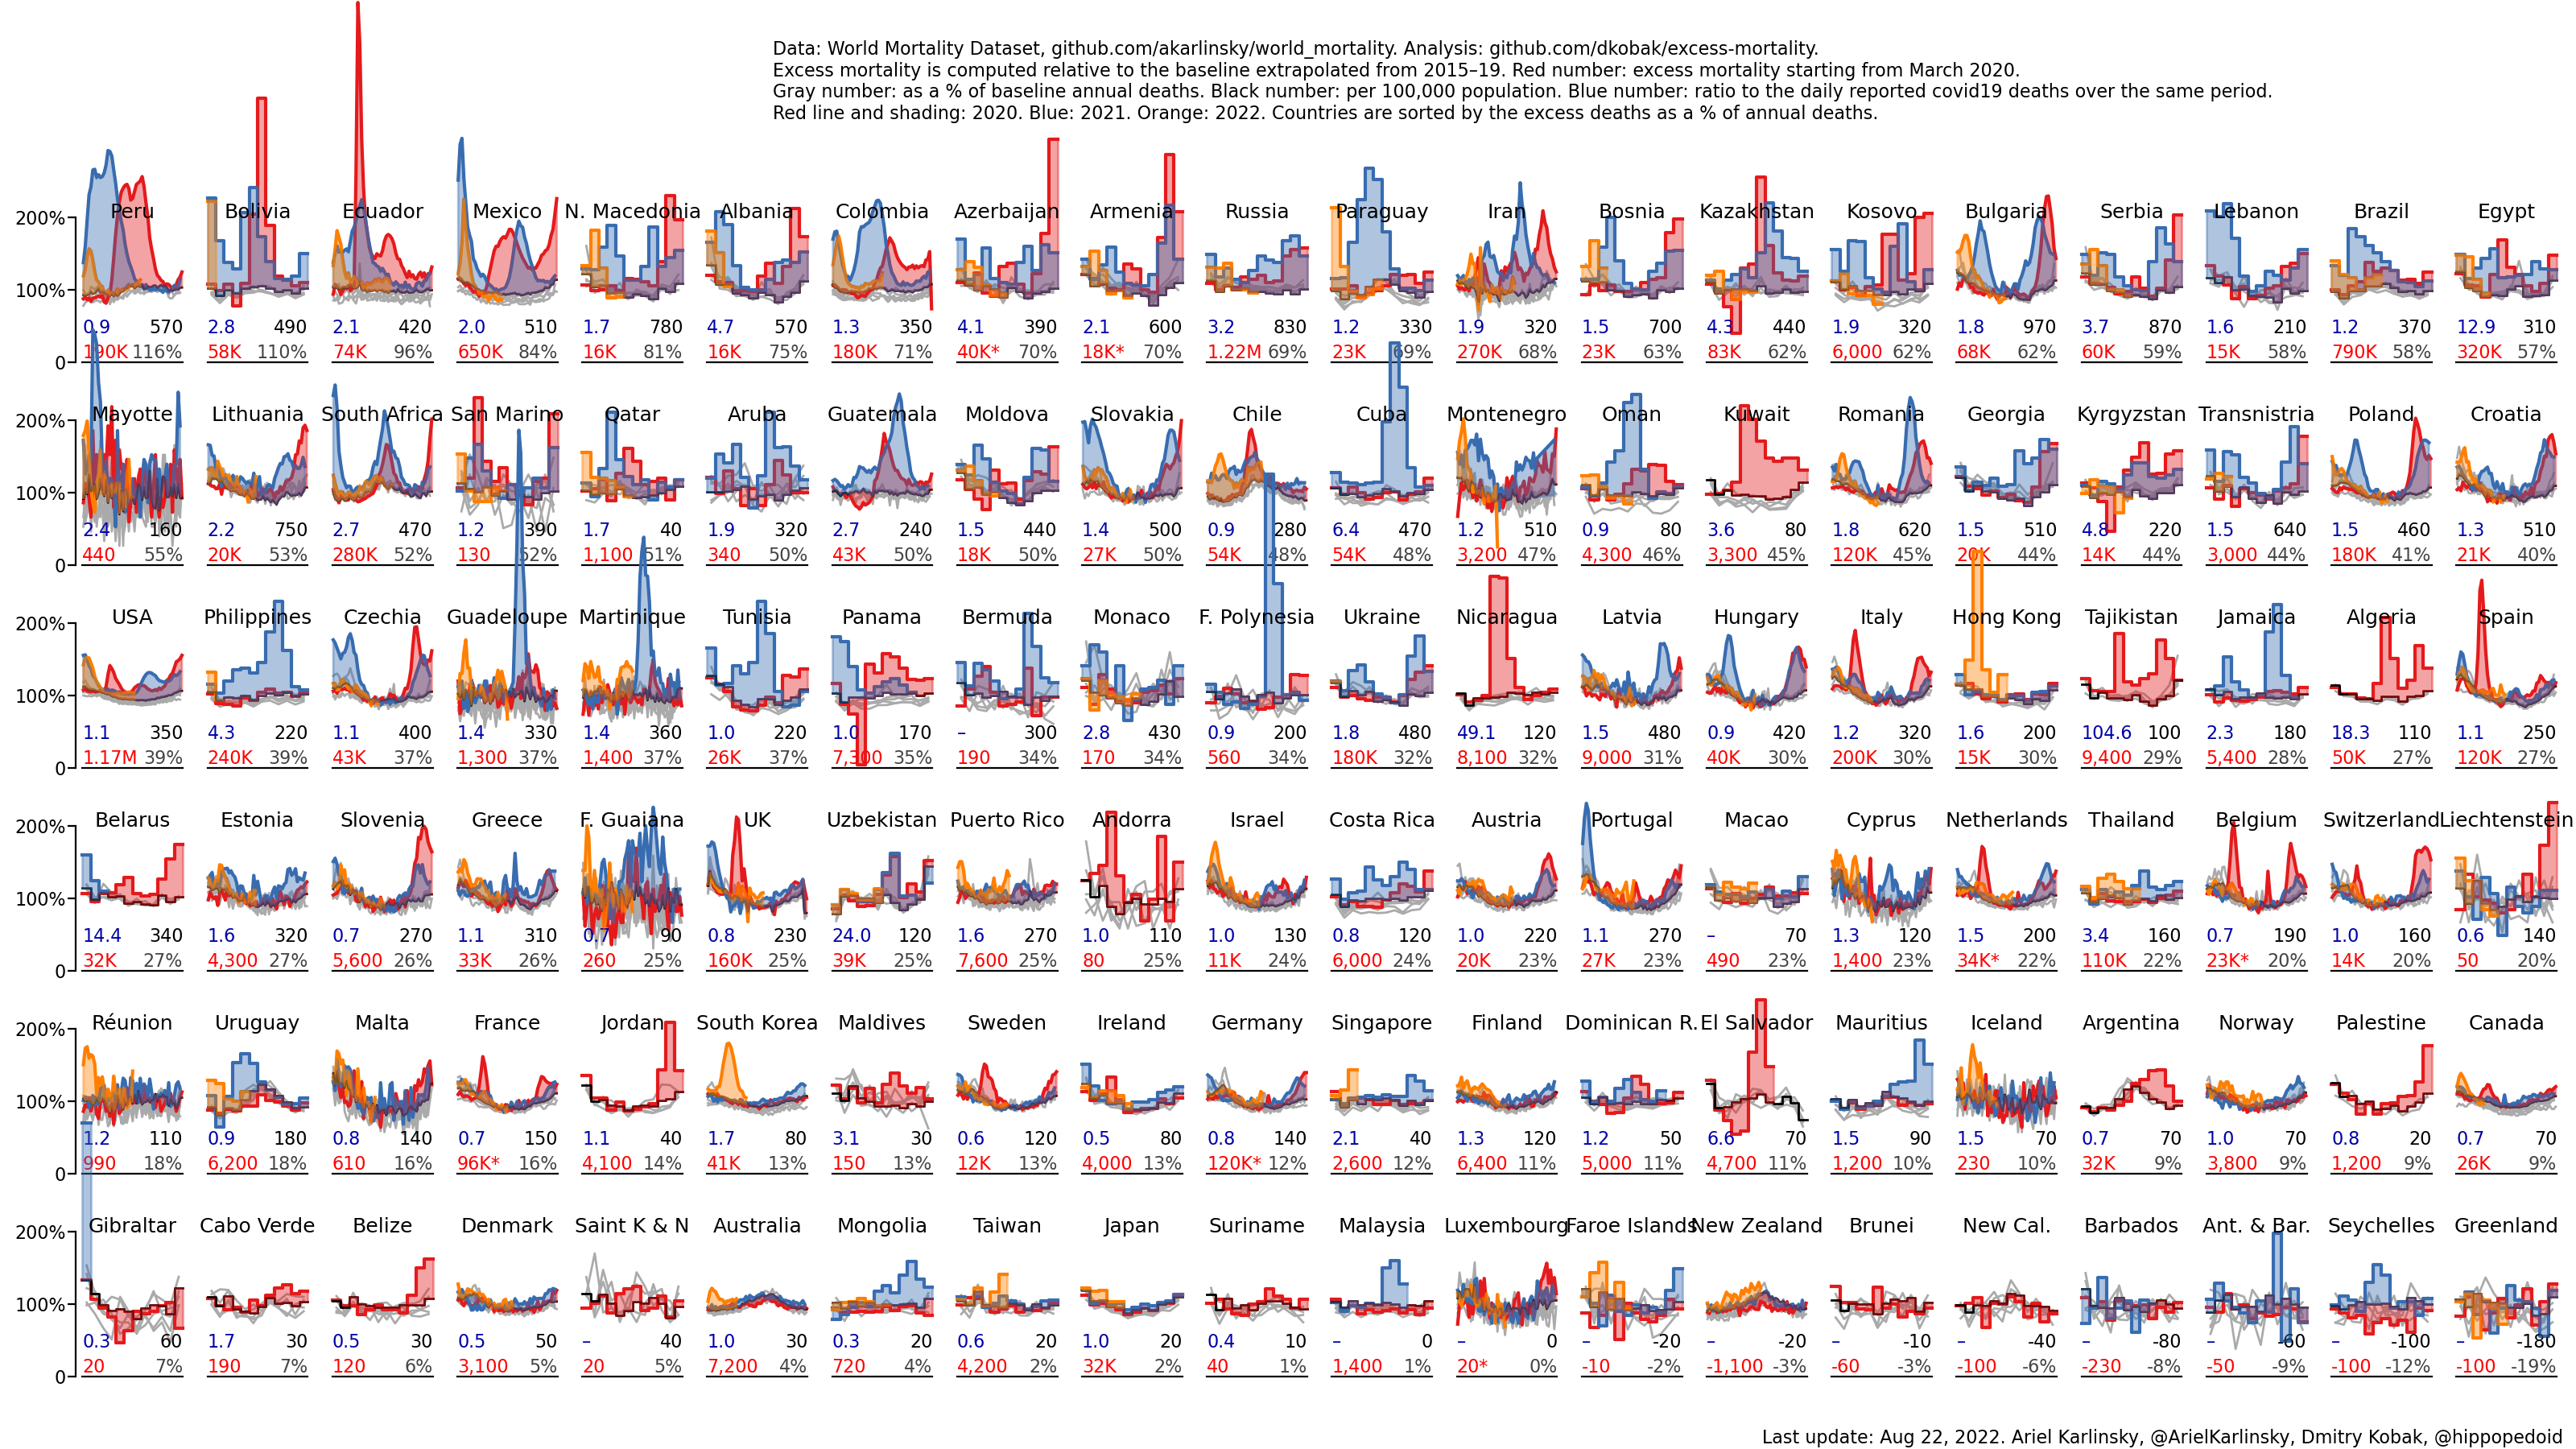 Data: World Mortality Dataset, github.com/akarlinsky/world_mortality. Analysis: github.com/dkobak/excess-mortality.
Excess mortality is computed relative to the baseline extrapolated from 2015–19. Red number: excess mortality starting from March 2020.
Gray number: as a % of baseline annual deaths. Black number: per 100,000 population. Blue number: ratio to the daily reported covid19 deaths over the same period.
Red line and shading: 2020. Blue: 2021. Orange: 2022. Countries are sorted by the excess deaths as a % of annual deaths.
200% Peru Bolivia Ecuador Mexico N. Macedonia Albania Colombia Azerbaijan Armenia Russia Paraguay Iran Bosnia Kazakhstan Kosovo Bulgaria Serbia Lebanon Brazil Egypt
100%
0.9 570 2.8 490 2.1 420 2.0 510 1.7 780 4.7 570 1.3 350 4.1 390 2.1 600 3.2 830 1.2 330 1.9 320 1.5 700 4.3 440 1.9 320 1.8 970 3.7 870 1.6 210 1.2 370 12.9 310
0 190K 116% 58K 110% 74K 96% 650K 84% 16K 81% 16K 75% 180K 71% 40K* 70% 18K* 70% 1.22M 69% 23K 69% 270K 68% 23K 63% 83K 62% 6,000 62% 68K 62% 60K 59% 15K 58% 790K 58% 320K 57%
200% Mayotte Lithuania South Africa San Marino Qatar Aruba Guatemala Moldova Slovakia Chile Cuba Montenegro Oman Kuwait Romania Georgia Kyrgyzstan Transnistria Poland Croatia
100%
2.4 160 2.2 750 2.7 470 1.2 390 1.7 40 1.9 320 2.7 240 1.5 440 1.4 500 0.9 280 6.4 470 1.2 510 0.9 80 3.6 80 1.8 620 1.5 510 4.8 220 1.5 640 1.5 460 1.3 510
0 440 55% 20K 53% 280K 52% 130 52% 1,100 51% 340 50% 43K 50% 18K 50% 27K 50% 54K 48% 54K 48% 3,200 47% 4,300 46% 3,300 45% 120K 45% 20K 44% 14K 44% 3,000 44% 180K 41% 21K 40%
200% USA Philippines Czechia Guadeloupe Martinique Tunisia Panama Bermuda Monaco F. Polynesia Ukraine Nicaragua Latvia Hungary Italy Hong Kong Tajikistan Jamaica Algeria Spain
100%
1.1 350 4.3 220 1.1 400 1.4 330 1.4 360 1.0 220 1.0 170 – 300 2.8 430 0.9 200 1.8 480 49.1 120 1.5 480 0.9 420 1.2 320 1.6 200 104.6 100 2.3 180 18.3 110 1.1 250
0 1.17M 39% 240K 39% 43K 37% 1,300 37% 1,400 37% 26K 37% 7,300 35% 190 34% 170 34% 560 34% 180K 32% 8,100 32% 9,000 31% 40K 30% 200K 30% 15K 30% 9,400 29% 5,400 28% 50K 27% 120K 27%
200% Belarus Estonia Slovenia Greece F. Guaiana UK Uzbekistan Puerto Rico Andorra Israel Costa Rica Austria Portugal Macao Cyprus Netherlands Thailand Belgium Switzerland Liechtenstein
100%
14.4 340 1.6 320 0.7 270 1.1 310 0.7 90 0.8 230 24.0 120 1.6 270 1.0 110 1.0 130 0.8 120 1.0 220 1.1 270 – 70 1.3 120 1.5 200 3.4 160 0.7 190 1.0 160 0.6 140
0 32K 27% 4,300 27% 5,600 26% 33K 26% 260 25% 160K 25% 39K 25% 7,600 25% 80 25% 11K 24% 6,000 24% 20K 23% 27K 23% 490 23% 1,400 23% 34K* 22% 110K 22% 23K* 20% 14K 20% 50 20%
200% Réunion Uruguay Malta France Jordan South Korea Maldives Sweden Ireland Germany Singapore Finland Dominican R. El Salvador Mauritius Iceland Argentina Norway Palestine Canada
100%
1.2 110 0.9 180 0.8 140 0.7 150 1.1 40 1.7 80 3.1 30 0.6 120 0.5 80 0.8 140 2.1 40 1.3 120 1.2 50 6.6 70 1.5 90 1.5 70 0.7 70 1.0 70 0.8 20 0.7 70
0 990 18% 6,200 18% 610 16% 96K* 16% 4,100 14% 41K 13% 150 13% 12K 13% 4,000 13% 120K* 12% 2,600 12% 6,400 11% 5,000 11% 4,700 11% 1,200 10% 230 10% 32K 9% 3,800 9% 1,200 9% 26K 9%
200% Gibraltar Cabo Verde Belize Denmark Saint K & N Australia Mongolia Taiwan Japan Suriname Malaysia Luxembourg Faroe Islands New Zealand Brunei New Cal. Barbados Ant. & Bar. Seychelles Greenland
100%
0.3 60 1.7 30 0.5 30 0.5 50 – 40 1.0 30 0.3 20 0.6 20 1.0 20 0.4 10 – 0 – 0 – -20 – -20 – -10 – -40 – -80 – -60 – -100 – -180
0 20 7% 190 7% 120 6% 3,100 5% 20 5% 7,200 4% 720 4% 4,200 2% 32K 2% 40 1% 1,400 1% 20* 0% -10 -2% -1,100 -3% -60 -3% -100 -6% -230 -8% -50 -9% -100 -12% -100 -19%
Last update: Aug 22, 2022. Ariel Karlinsky, @ArielKarlinsky, Dmitry Kobak, @hippopedoid